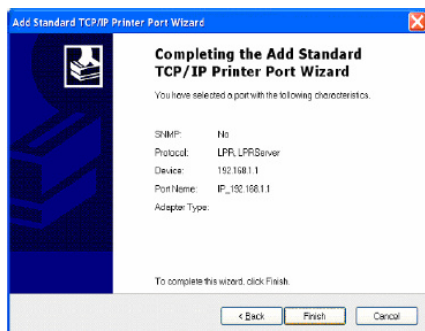 Add Standard TCP/IP Printer Port Wizard
Completing the Add Standard
TCP/IP Printer Port Wizard
You have selected a port with the following characteristics.
SNMP: No
Protocol: LPR, LPRServer
Device: 192.168.1.1
Port Name: IP_192.168.1.1
Adapter Type:
To complete this wizard, click Finish.
< Back Finish Cancel